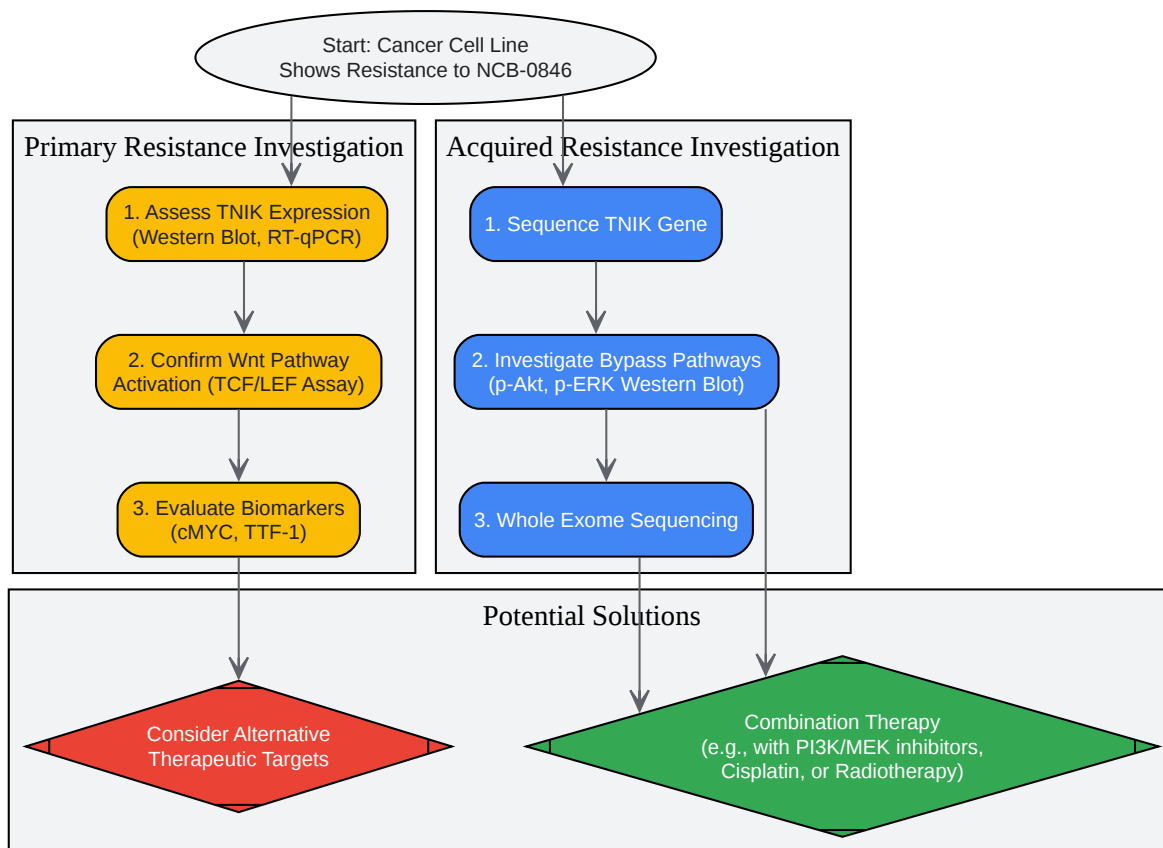 Start: Cancer Cell Line
Shows Resistance to NCB-0846
Primary Resistance Investigation
1. Assess TNIK Expression
(Western Blot, RT-qPCR)
2. Confirm Wnt Pathway
Activation (TCF/LEF Assay)
3. Evaluate Biomarkers
(cMYC, TTF-1)
Acquired Resistance Investigation
1. Sequence TNIK Gene
2. Investigate Bypass Pathways
(p-Akt, p-ERK Western Blot)
3. Whole Exome Sequencing
Potential Solutions
Consider Alternative
Therapeutic Targets
Combination Therapy
(e.g., with PI3K/MEK inhibitors,
Cisplatin, or Radiotherapy)